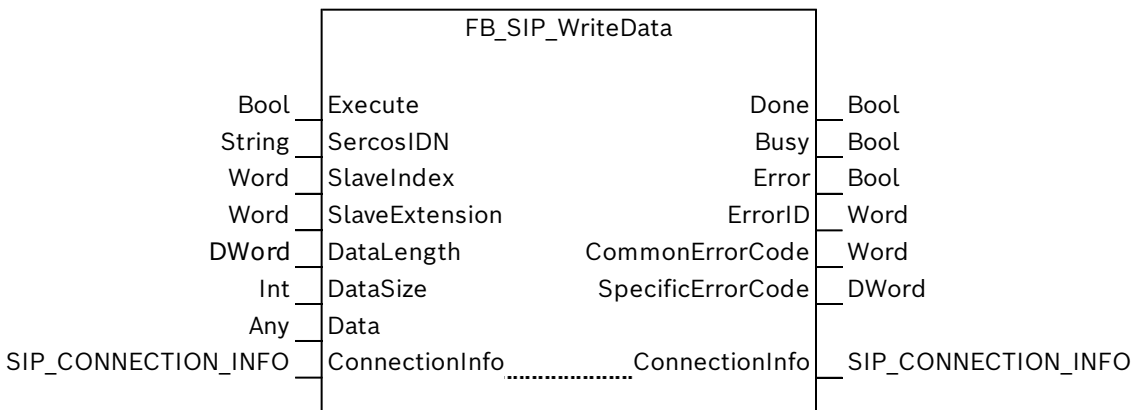 FB_SIP_WriteData
Bool Execute Done Bool
String SercosIDN Busy Bool
Word SlaveIndex Error Bool
Word SlaveExtension ErrorID Word
DWord DataLength CommonErrorCode Word
Int DataSize SpecificErrorCode DWord
Any Data
SIP_CONNECTION_INFO ConnectionInfo ConnectionInfo SIP_CONNECTION_INFO